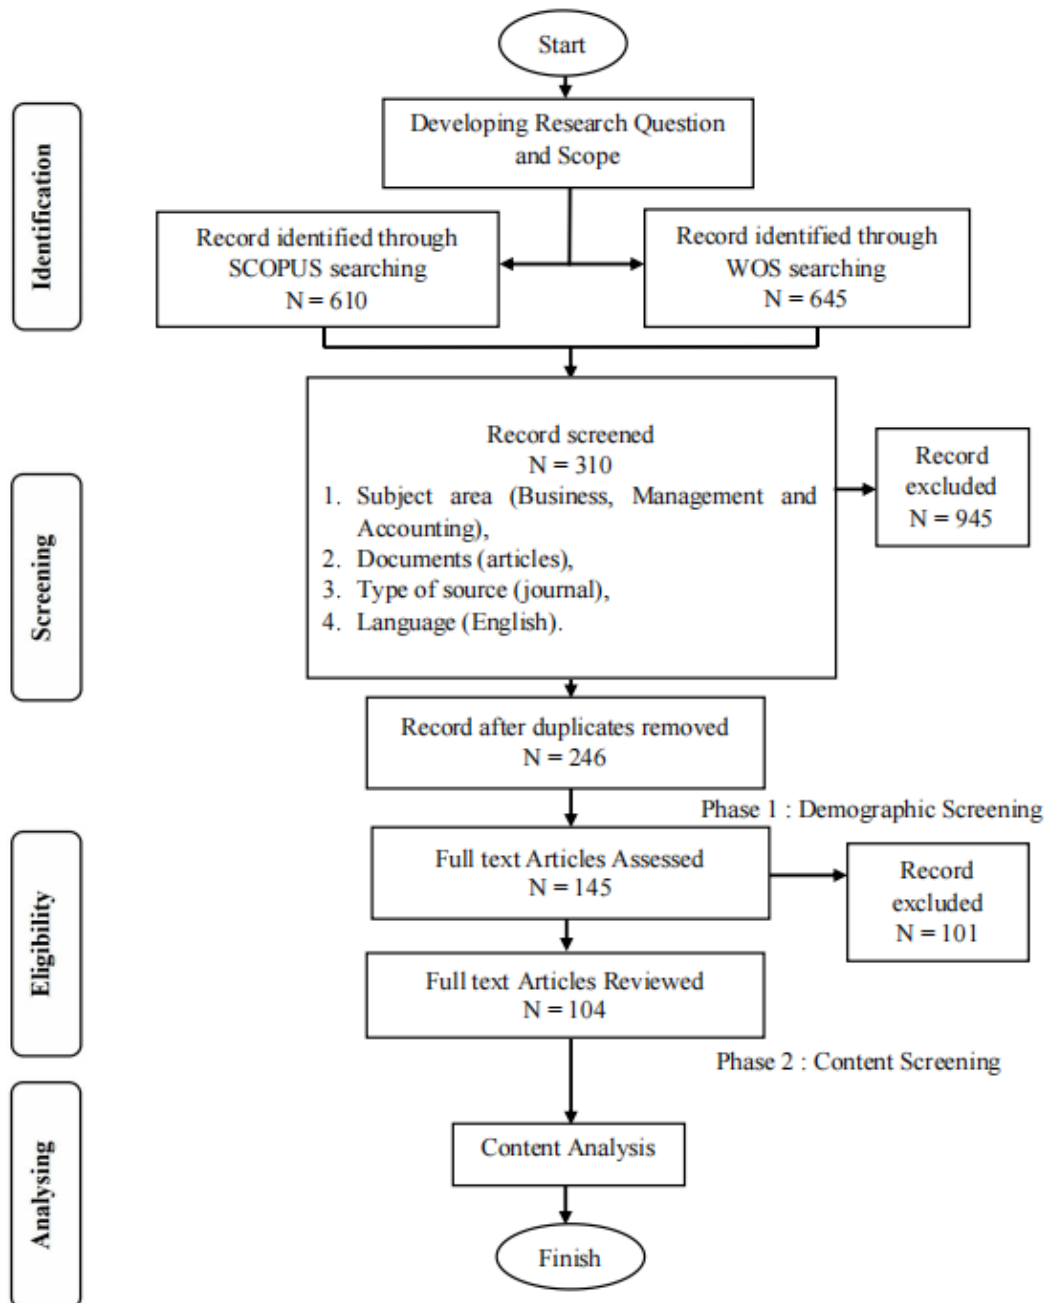 Start
Identification
Developing Research Question
and Scope
Record identified through
SCOPUS searching
N = 610
Record identified through
WOS searching
N = 645
Screening
Record screened
N = 310
1. Subject area (Business, Management and
Accounting),
2. Documents (articles),
3. Type of source (journal),
4. Language (English).
Record
excluded
N = 945
Record after duplicates removed
N = 246
Phase 1 : Demographic Screening
Eligibility
Full text Articles Assessed
N = 145
Record
excluded
N = 101
Full text Articles Reviewed
N = 104
Phase 2 : Content Screening
Analysing
Content Analysis
Finish